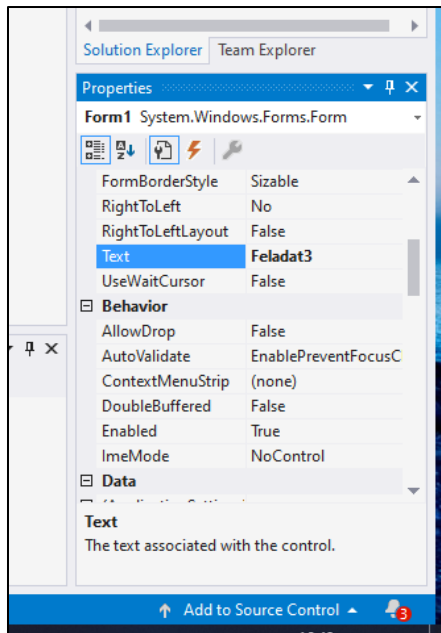 Solution Explorer Team Explorer
Properties
Form1 System.Windows.Forms.Form
FormBorderStyle Sizable
RightToLeft No
RightToLeftLayout False
Text Feladat3
UseWaitCursor False
Behavior
AllowDrop False
AutoValidate EnablePreventFocusC
ContextMenuStrip (none)
DoubleBuffered False
Enabled True
ImeMode NoControl
Data
Text
The text associated with the control.
Add to Source Control 3